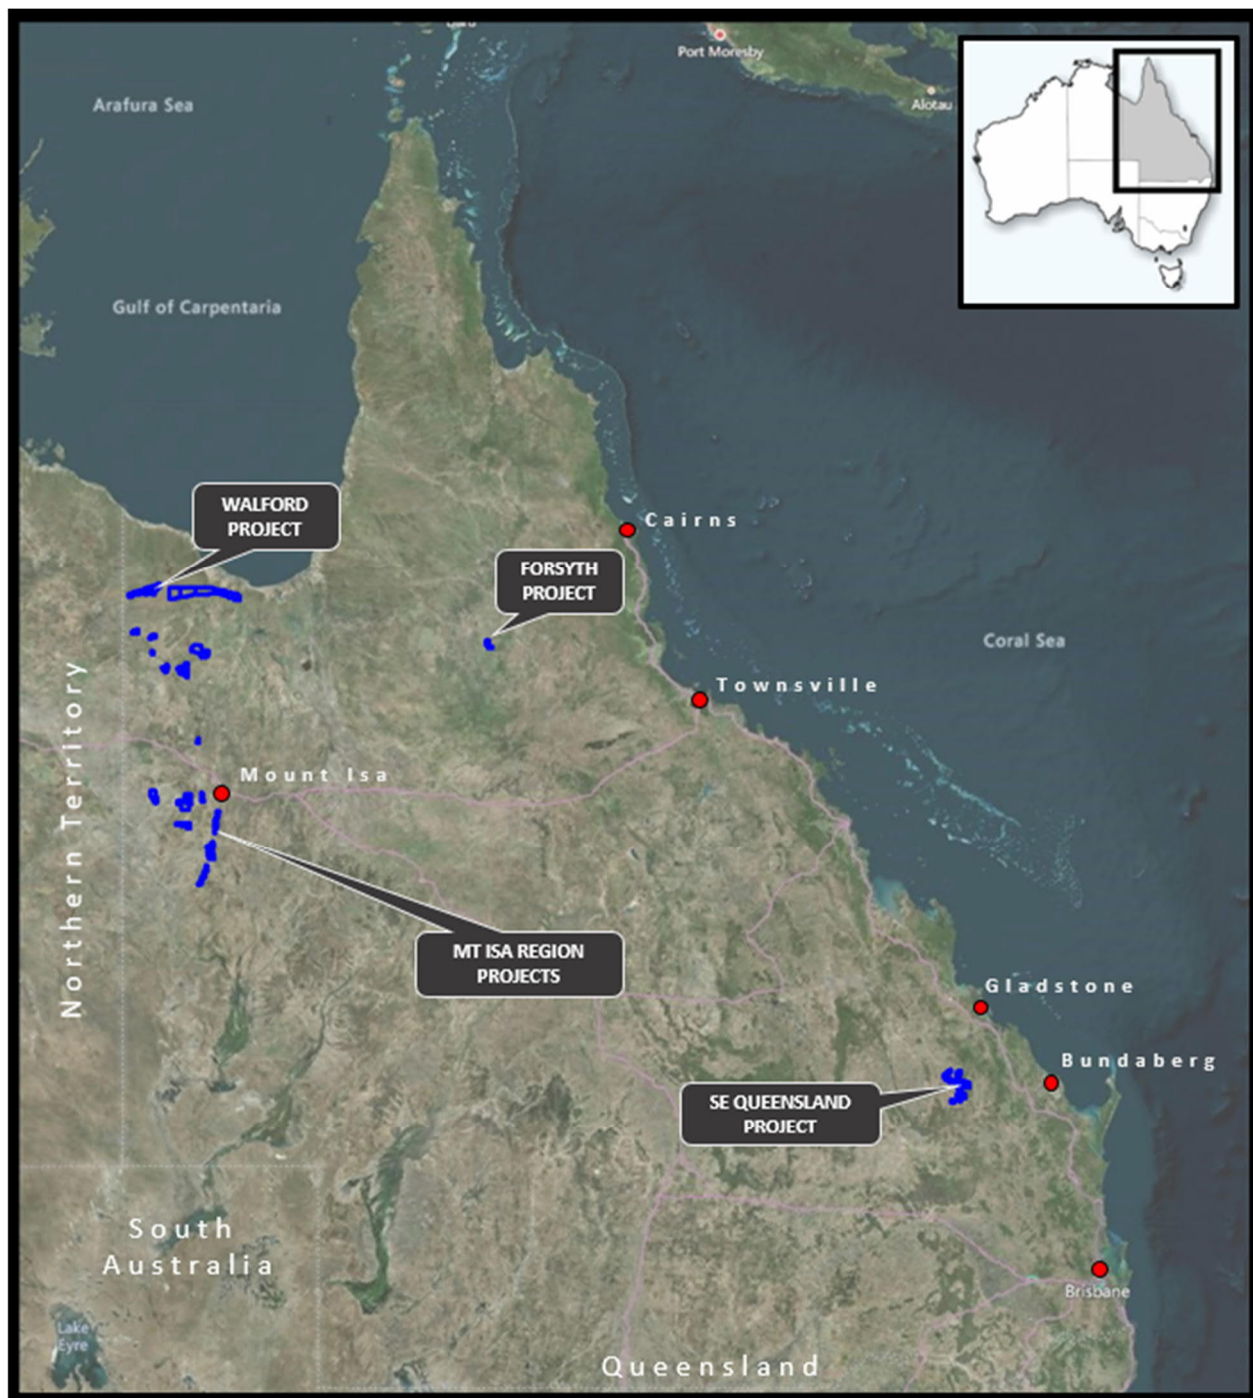 Port Moresby
Arafura Sea
Alotau
Gulf of Carpentaria
WALFORD
PROJECT
Cairns
FORSYTH
PROJECT
Coral Sea
Townsville
Northern Territory
Mount Isa
MT ISA REGION
PROJECTS
Gladstone
Bundaberg
SE QUEENSLAND
PROJECT
South
Australia
Brisbane
Lake
Eyre
Queensland